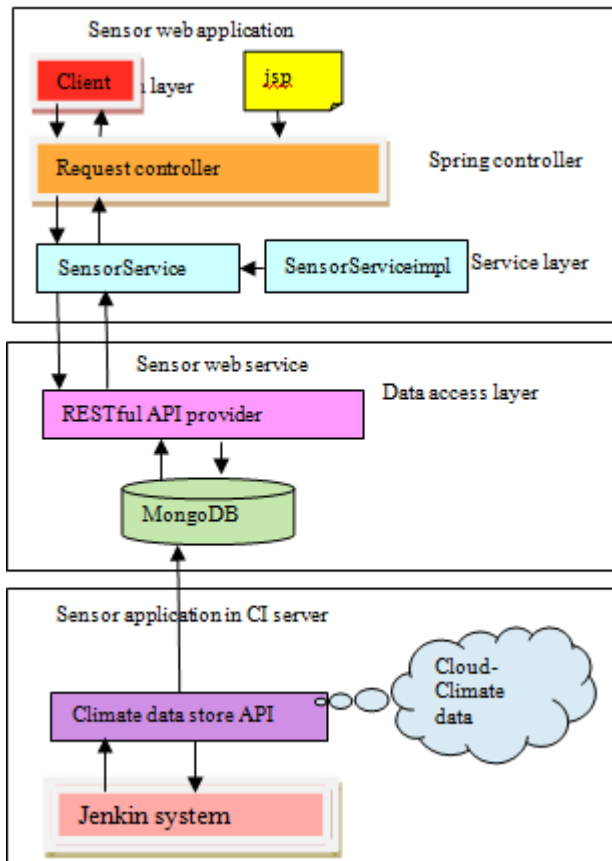 Sensor web application
Client
layer
jsp
Request controller
Spring controller
SensorService
SensorServiceimpl
Service layer
Sensor web service
Data access layer
RESTful API provider
MongoDB
Sensor application in CI server
Cloud-
Climate
data
Climate data store API
Jenkin system